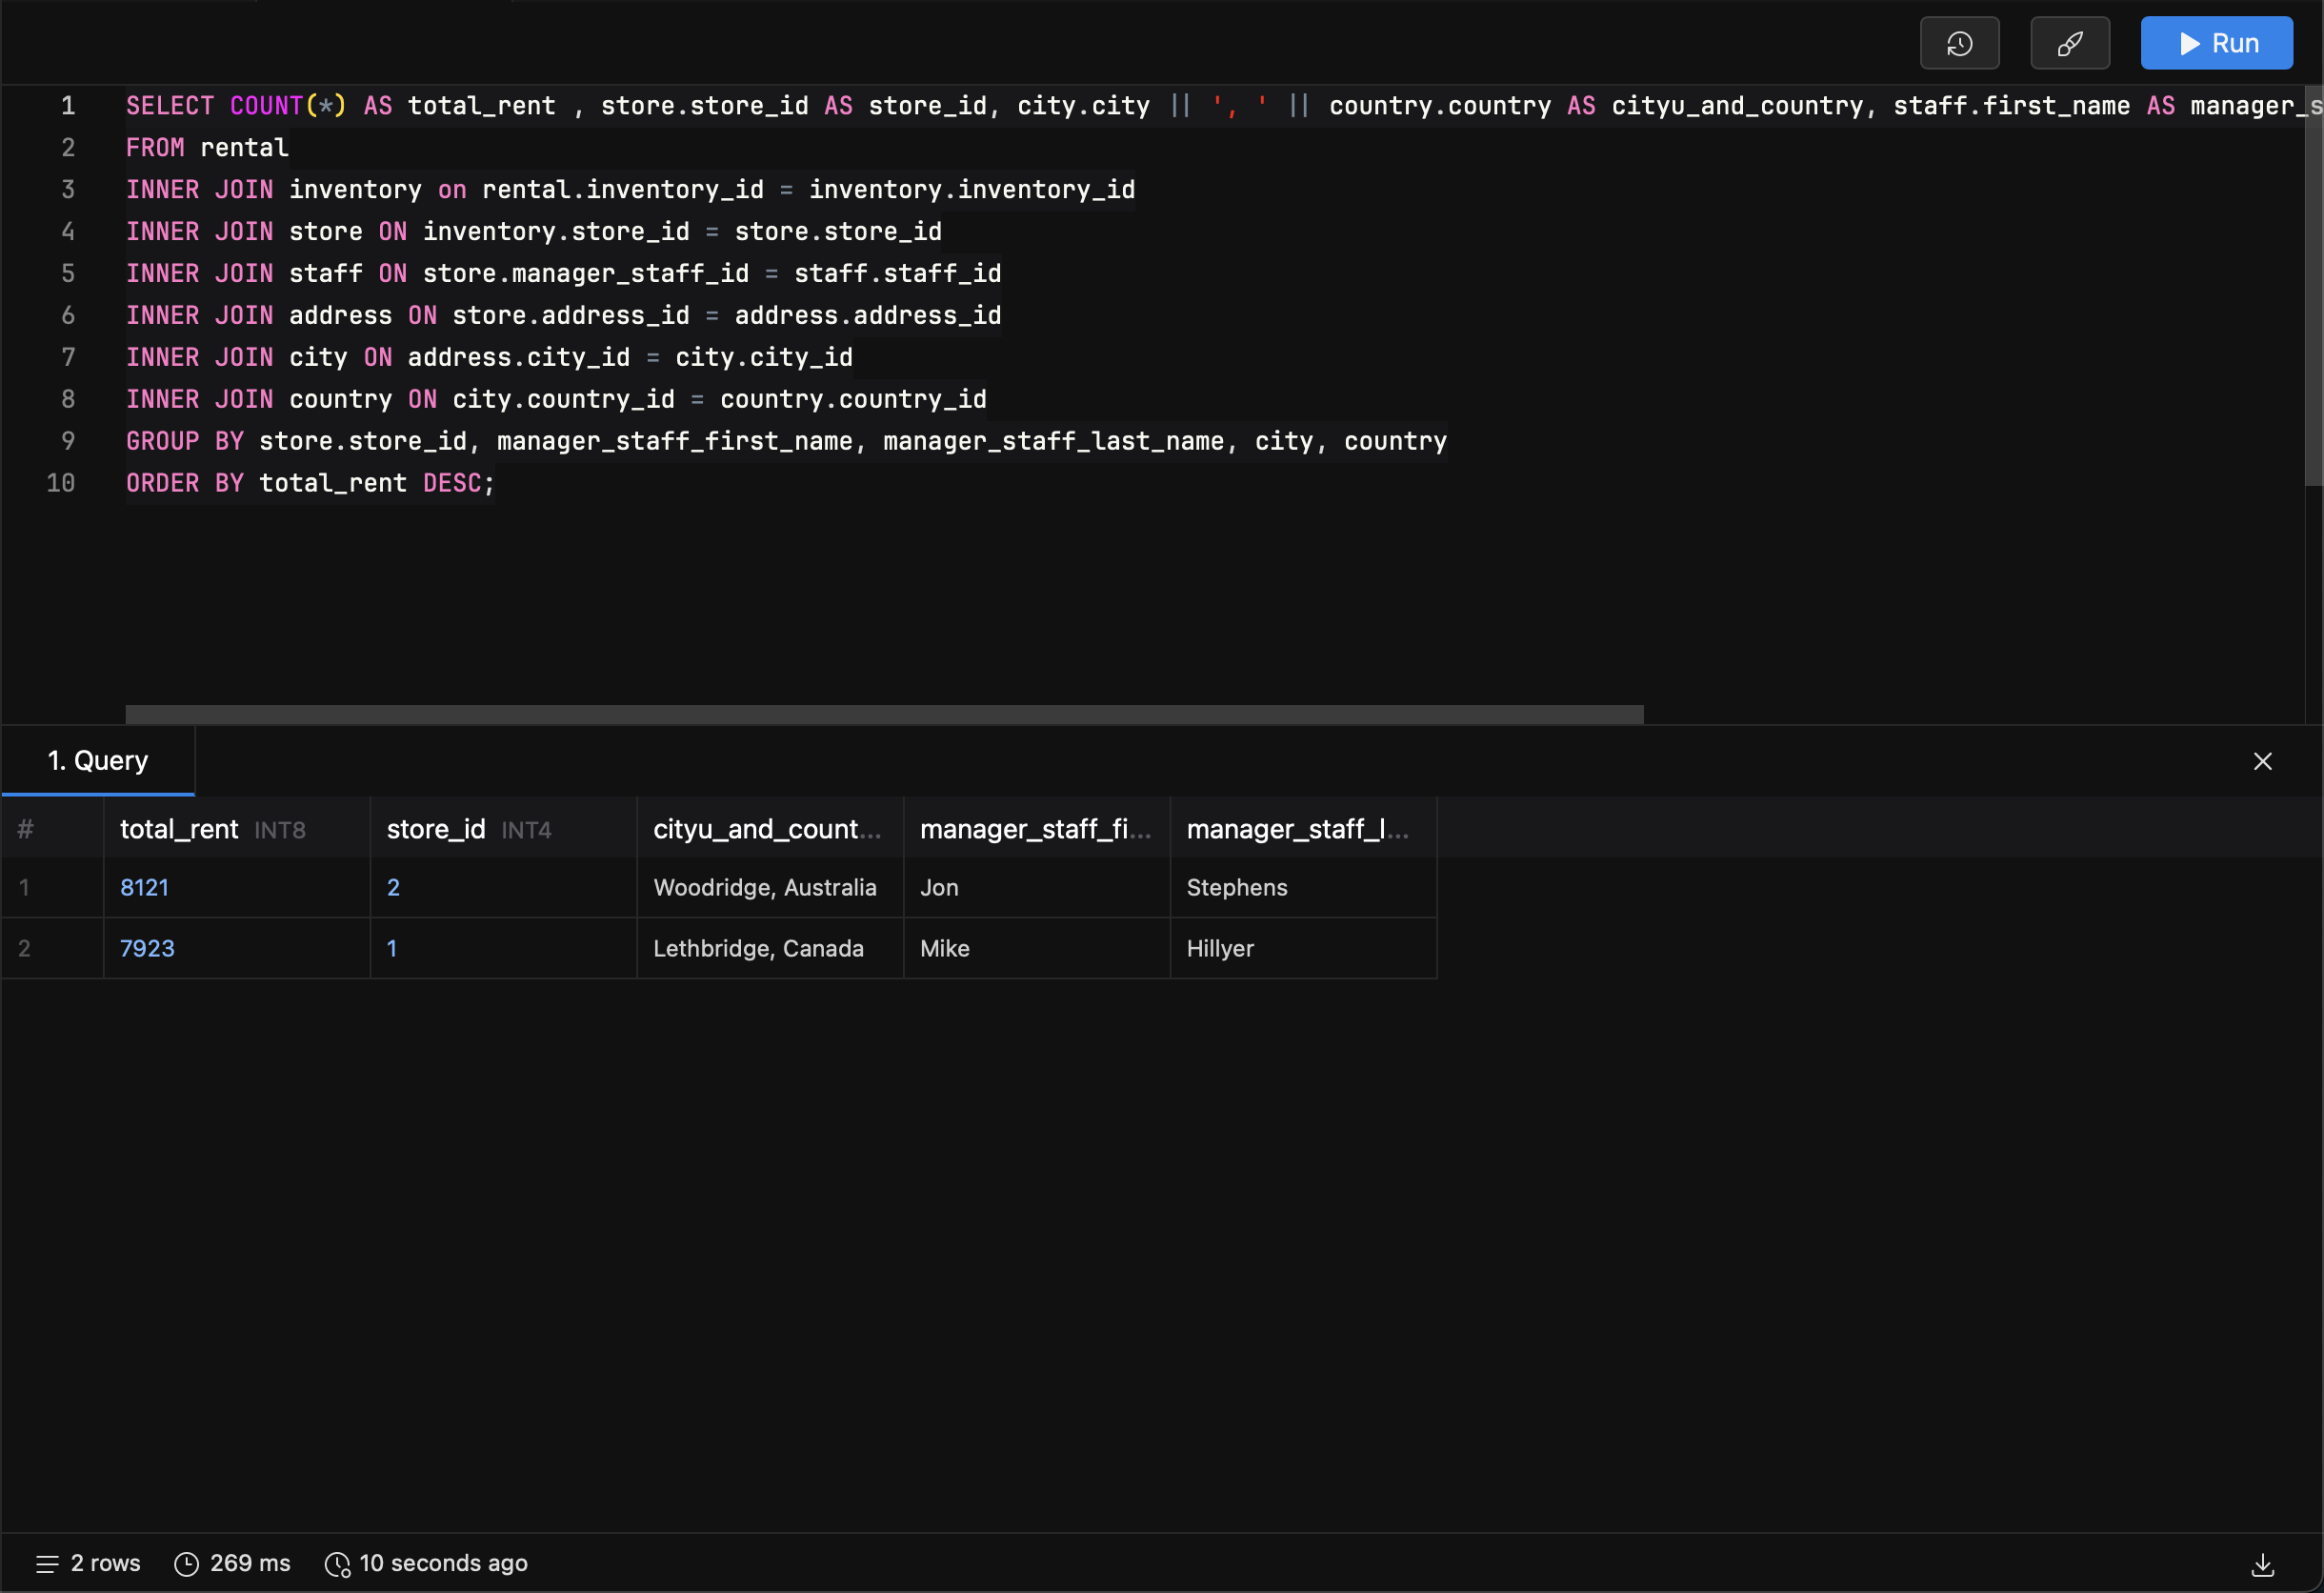 Run
1 SELECT COUNT(*) AS total_rent , store.store_id AS store_id, city.city || ', ' || country.country AS cityu_and_country, staff.first_name AS manager_s
2 FROM rental
3 INNER JOIN inventory on rental.inventory_id = inventory.inventory_id
4 INNER JOIN store ON inventory.store_id = store.store_id
5 INNER JOIN staff ON store.manager_staff_id = staff.staff_id
6 INNER JOIN address ON store.address_id = address.address_id
7 INNER JOIN city ON address.city_id = city.city_id
8 INNER JOIN country ON city.country_id = country.country_id
9 GROUP BY store.store_id, manager_staff_first_name, manager_staff_last_name, city, country
10 ORDER BY total_rent DESC;
1. Query
# total_rent INT8 store_id INT4 cityu_and_count... manager_staff_fi... manager_staff_l...
1 8121 2 Woodridge, Australia Jon Stephens
2 7923 1 Lethbridge, Canada Mike Hillyer
2 rows 269 ms 10 seconds ago